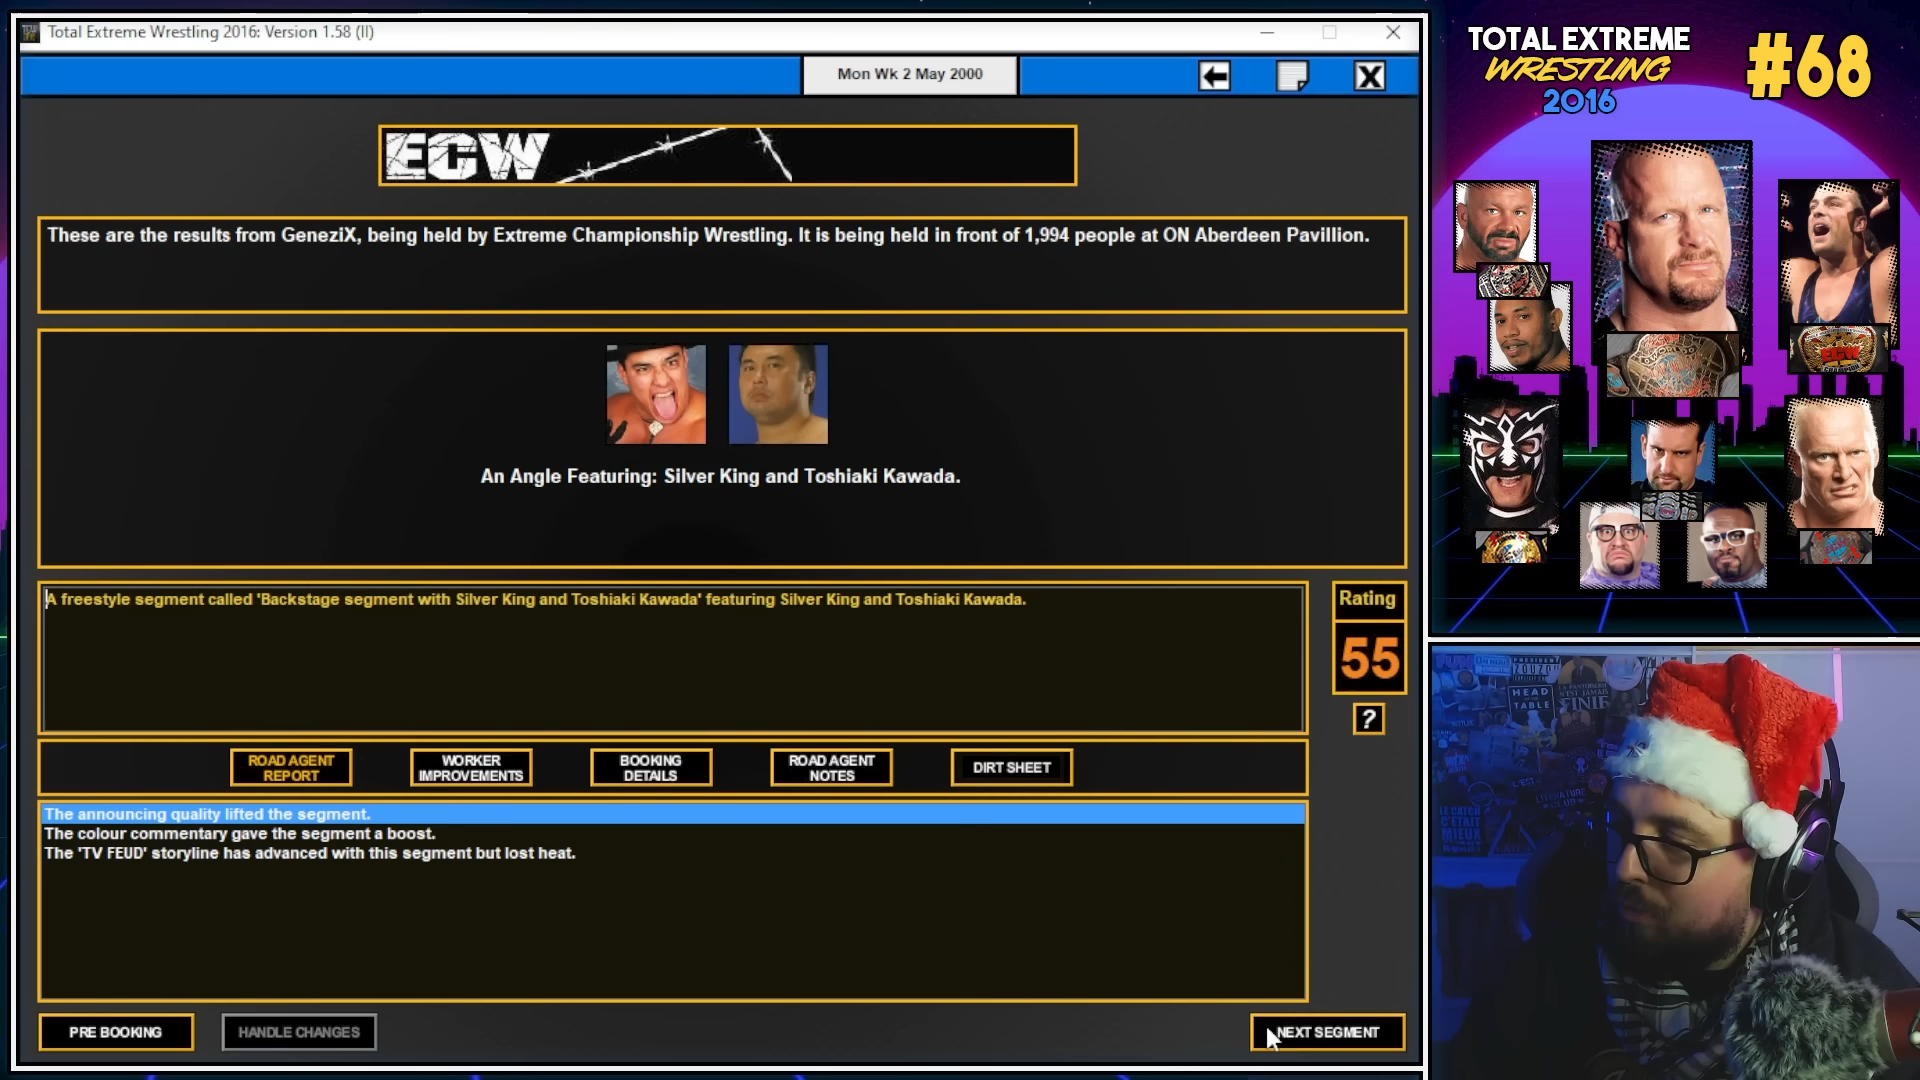 Total Extreme Wrestling 2016: Version 1.58 (II)
Mon Wk 2 May 2000
ECW
These are the results from GeneziX, being held by Extreme Championship Wrestling. It is being held in front of 1,994 people at ON Aberdeen Pavillion.
An Angle Featuring: Silver King and Toshiaki Kawada.
A freestyle segment called 'Backstage segment with Silver King and Toshiaki Kawada' featuring Silver King and Toshiaki Kawada.
Rating
55
?
ROAD AGENT
REPORT
WORKER
IMPROVEMENTS
BOOKING
DETAILS
ROAD AGENT
NOTES
DIRT SHEET
The announcing quality lifted the segment.
The colour commentary gave the segment a boost.
The 'TV FEUD' storyline has advanced with this segment but lost heat.
PRE BOOKING
HANDLE CHANGES
NEXT SEGMENT
TOTAL EXTREME
WRESTLING
2016
#68
HEAD
OF THE
TABLE
LE CATCH
C'ÉTAIT
MIEUX